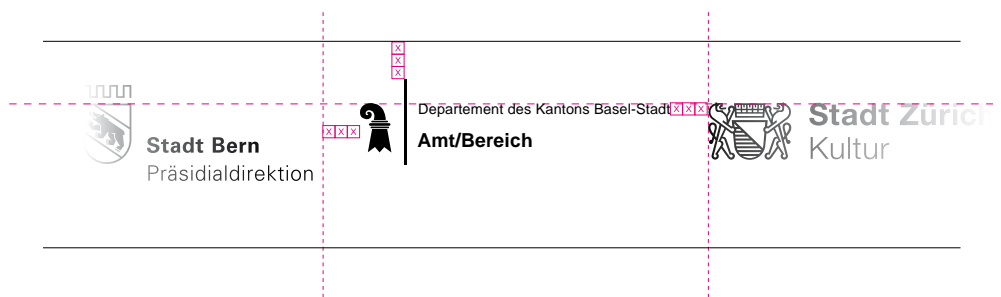 Stadt Bern
Präsidialdirektion
x
x
x
x x x
Departement des Kantons Basel-Stadt
Amt/Bereich
x x x
Stadt Zürich
Kultur